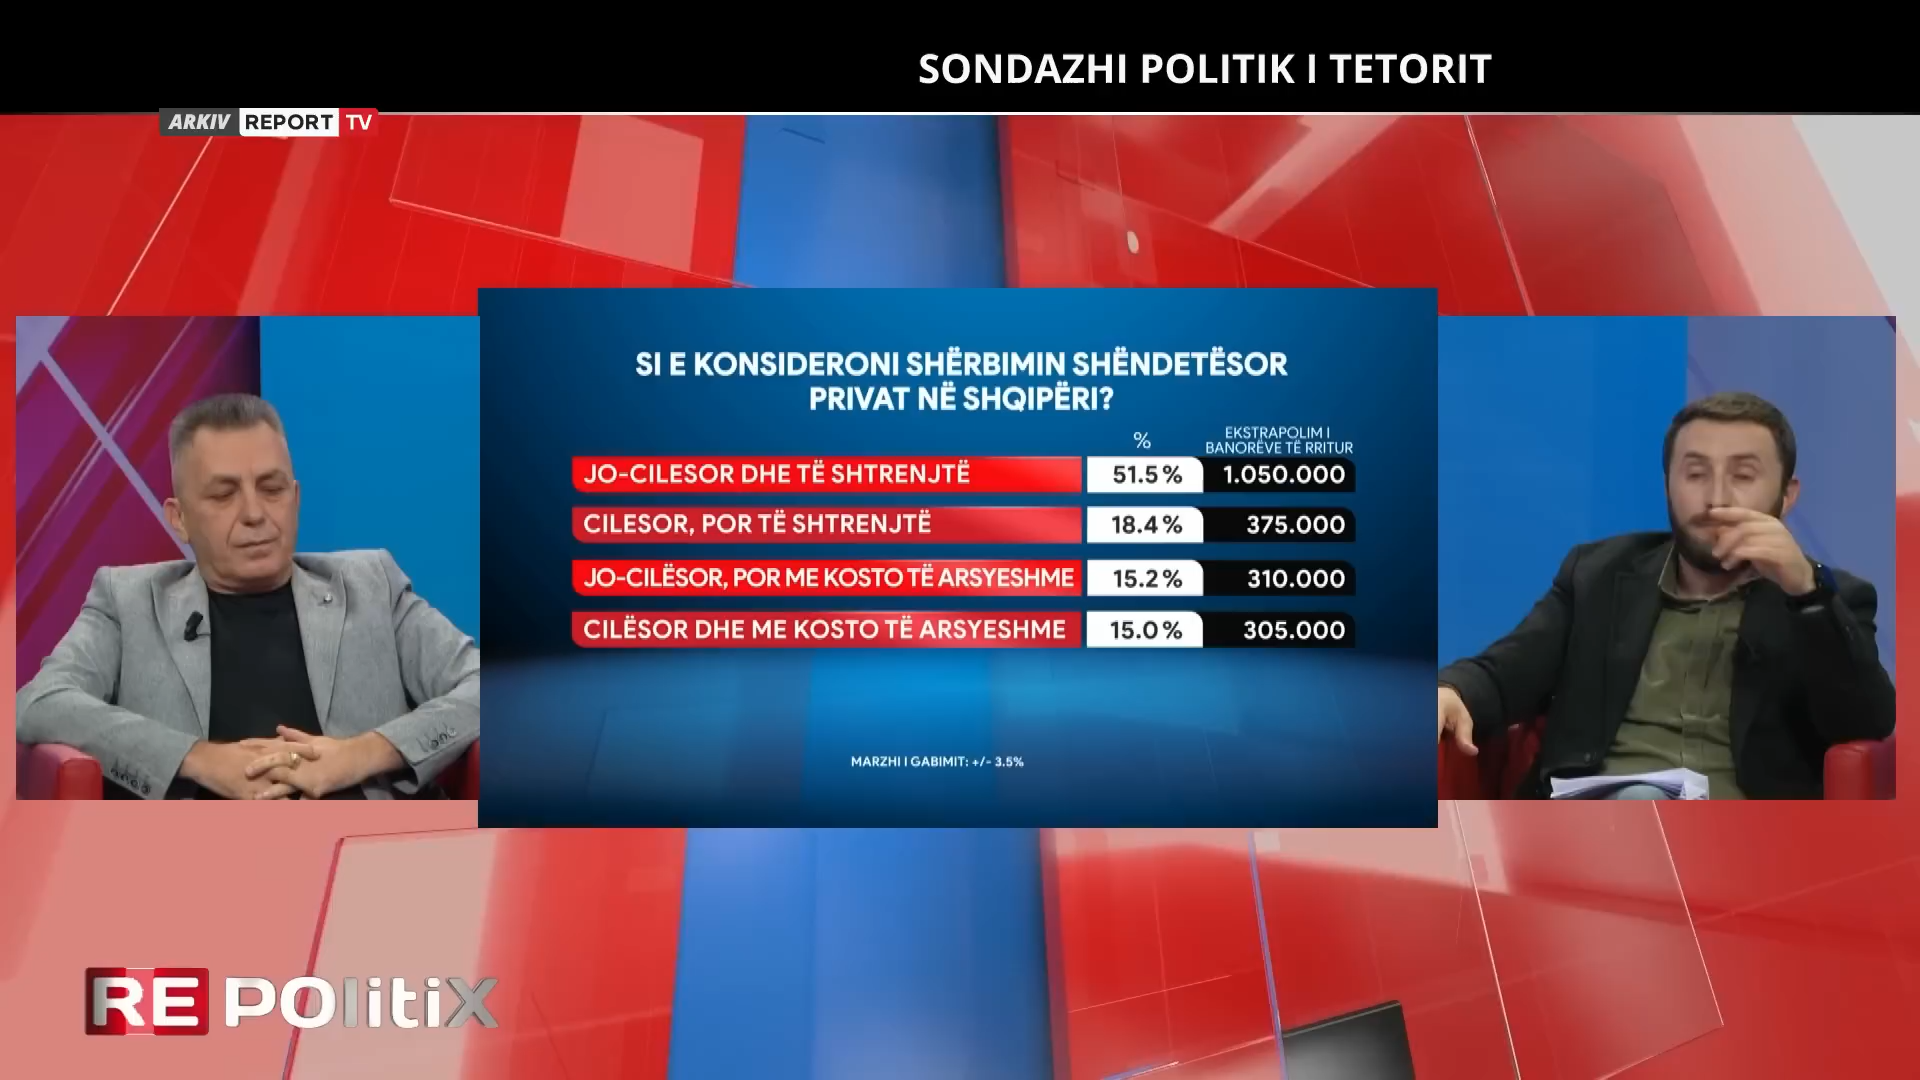 SONDAZHI POLITIK I TETORIT
ARKIV REPORT TV
SI E KONSIDERONI SHËRBIMIN SHËNDETËSOR
PRIVAT NË SHQIPËRI?
% EKSTRAPOLIM I
BANORËVE TË RRITUR
JO-CILESOR DHE TË SHTRENJTË 51.5% 1.050.000
CILESOR, POR TË SHTRENJTË 18.4% 375.000
JO-CILËSOR, POR ME KOSTO TË ARSYESHME 15.2% 310.000
CILËSOR DHE ME KOSTO TË ARSYESHME 15.0% 305.000
MARZHI I GABIMIT: +/- 3.5%
RE POlitiX